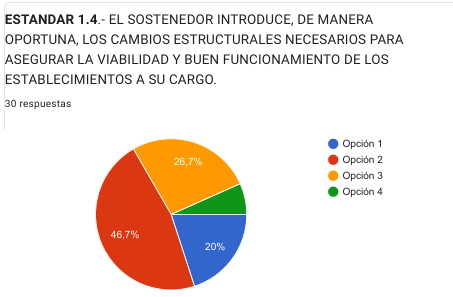 ESTANDAR 1.4.- EL SOSTENEDOR INTRODUCE, DE MANERA
OPORTUNA, LOS CAMBIOS ESTRUCTURALES NECESARIOS PARA
ASEGURAR LA VIABILIDAD Y BUEN FUNCIONAMIENTO DE LOS
ESTABLECIMIENTOS A SU CARGO.
30 respuestas
Opción 1
Opción 2
Opción 3
Opción 4
26,7%
46,7%
20%